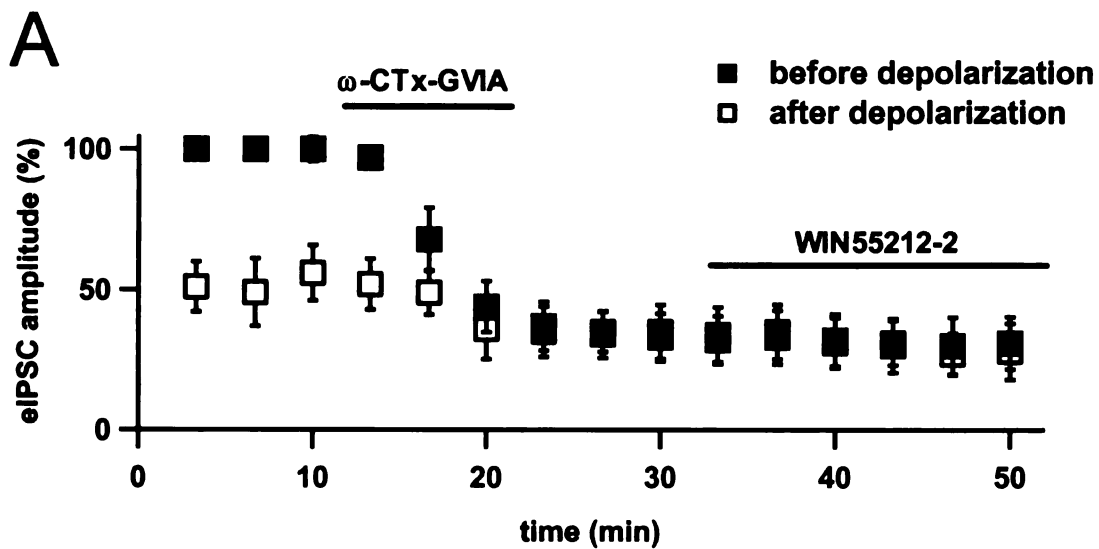 A
ω-CTx-GVIA
before depolarization
after depolarization
WIN55212-2
eIPSC amplitude (%)
100
50
0
0 10 20 30 40 50
time (min)